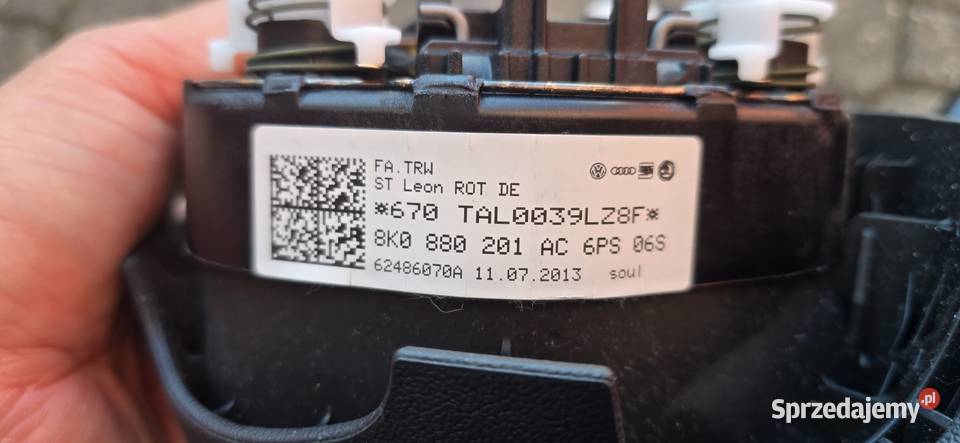 FA.TRW
ST Leon ROT DE
*670 TAL0039LZ8F*
8K0 880 201 AC 6PS 06S
62486070A 11.07.2013 soul
Sprzedajemy.pl